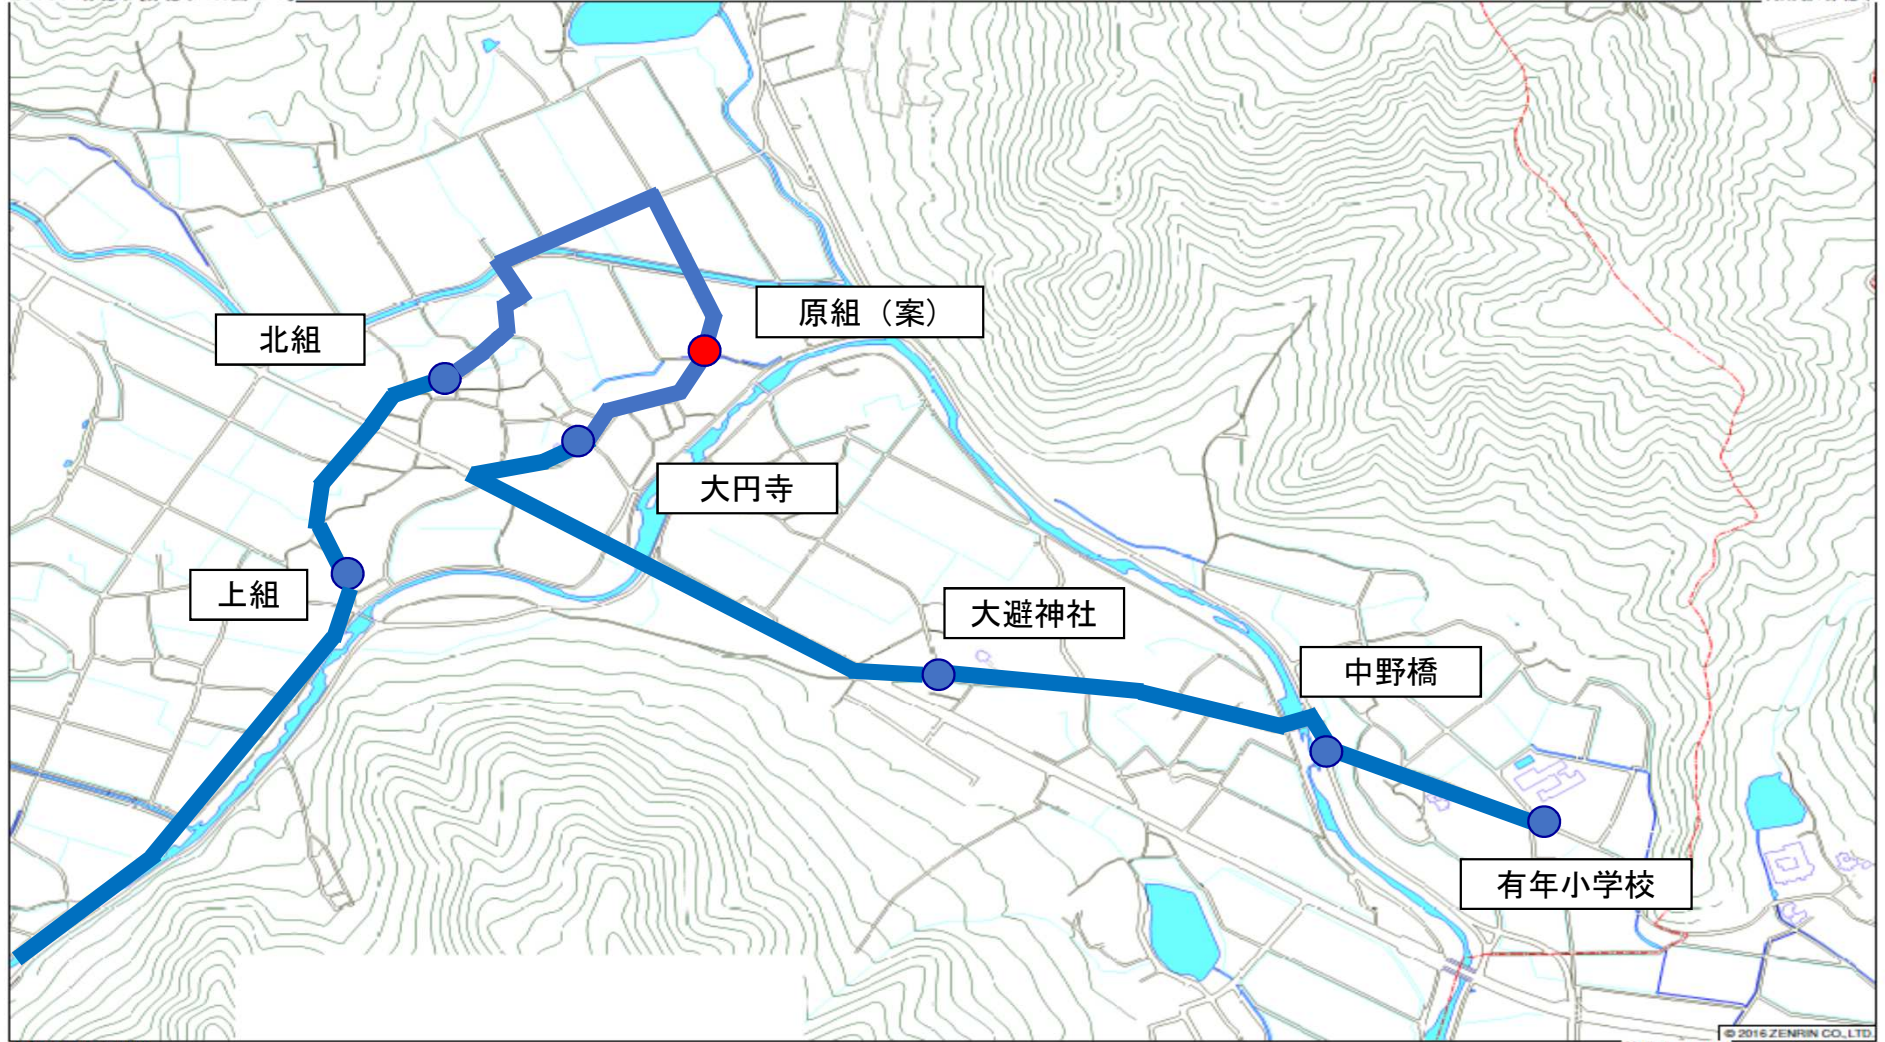 原組（案）
北組
大円寺
上組
大避神社
中野橋
有年小学校
© 2016 ZENRIN CO., LTD.